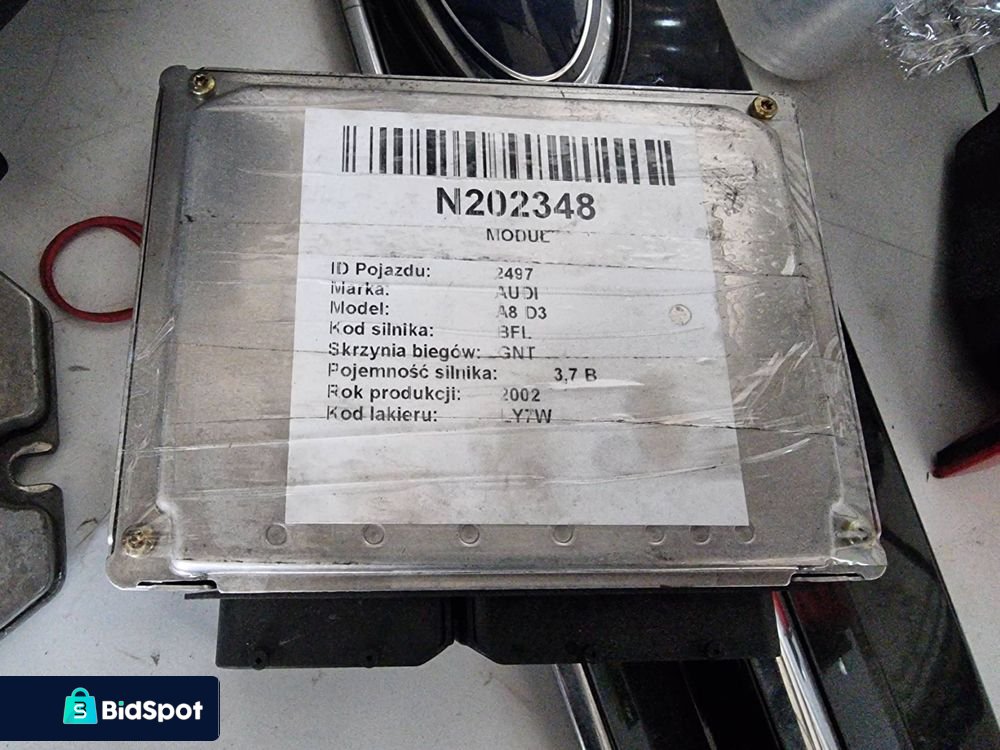 N202348
MODUŁ
ID Pojazdu: 2497
Marka: AUDI
Model: A8 D3
Kod silnika: BFL
Skrzynia biegów: GNT
Pojemność silnika: 3,7 B
Rok produkcji: 2002
Kod lakieru: LY7W
S BidSpot